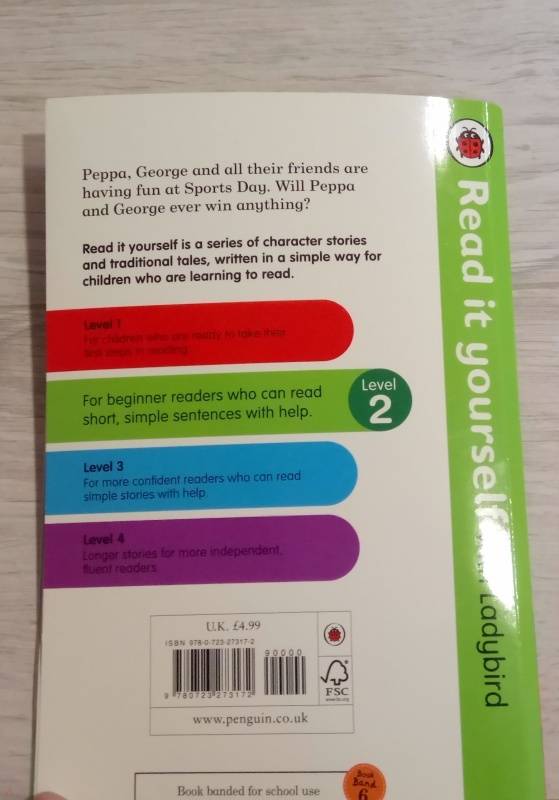 Peppa, George and all their friends are
having fun at Sports Day. Will Peppa
and George ever win anything?
Read it yourself is a series of character stories
and traditional tales, written in a simple way for
children who are learning to read.
Level 1
For children who are ready to take their
first steps in reading.
For beginner readers who can read
short, simple sentences with help.
Level
2
Level 3
For more confident readers who can read
simple stories with help.
Level 4
Longer stories for more independent,
fluent readers.
U.K. £4.99
ISBN 978-0-723-27317-2
90000
9 780723 273172
FSC
www.penguin.co.uk
Book banded for school use
Book
Band
6
Read it yourself with Ladybird